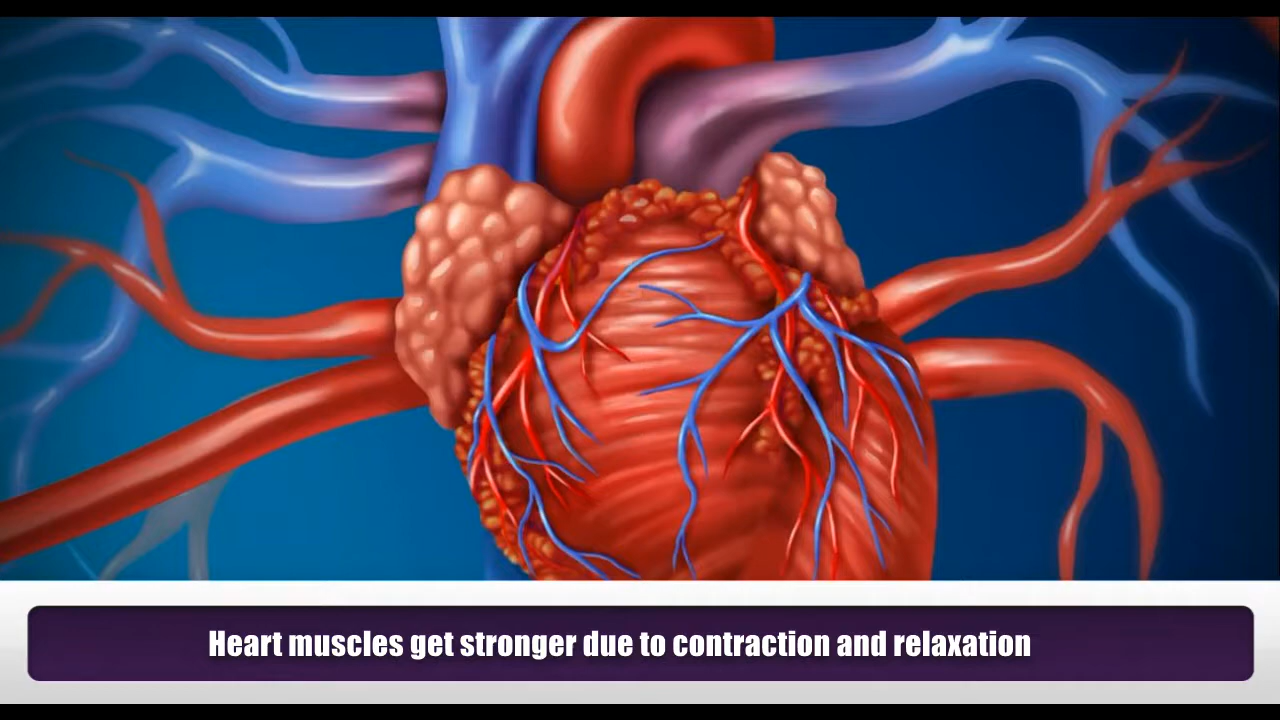 Heart muscles get stronger due to contraction and relaxation